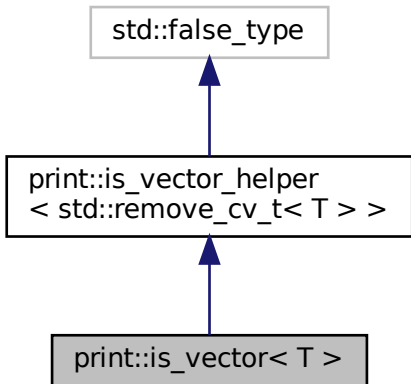 std::false_type
print::is_vector_helper
< std::remove_cv_t< T > >
print::is_vector< T >